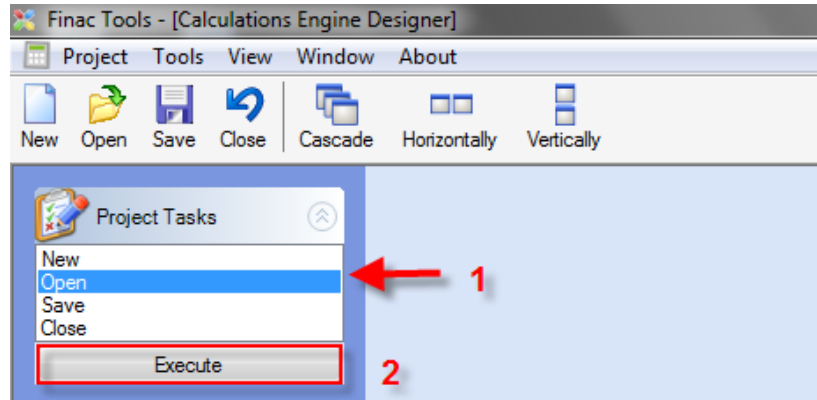 Finac Tools - [Calculations Engine Designer]
Project Tools View Window About
New Open Save Close Cascade Horizontally Vertically
Project Tasks
New
Open
1
Save
Close
Execute
2